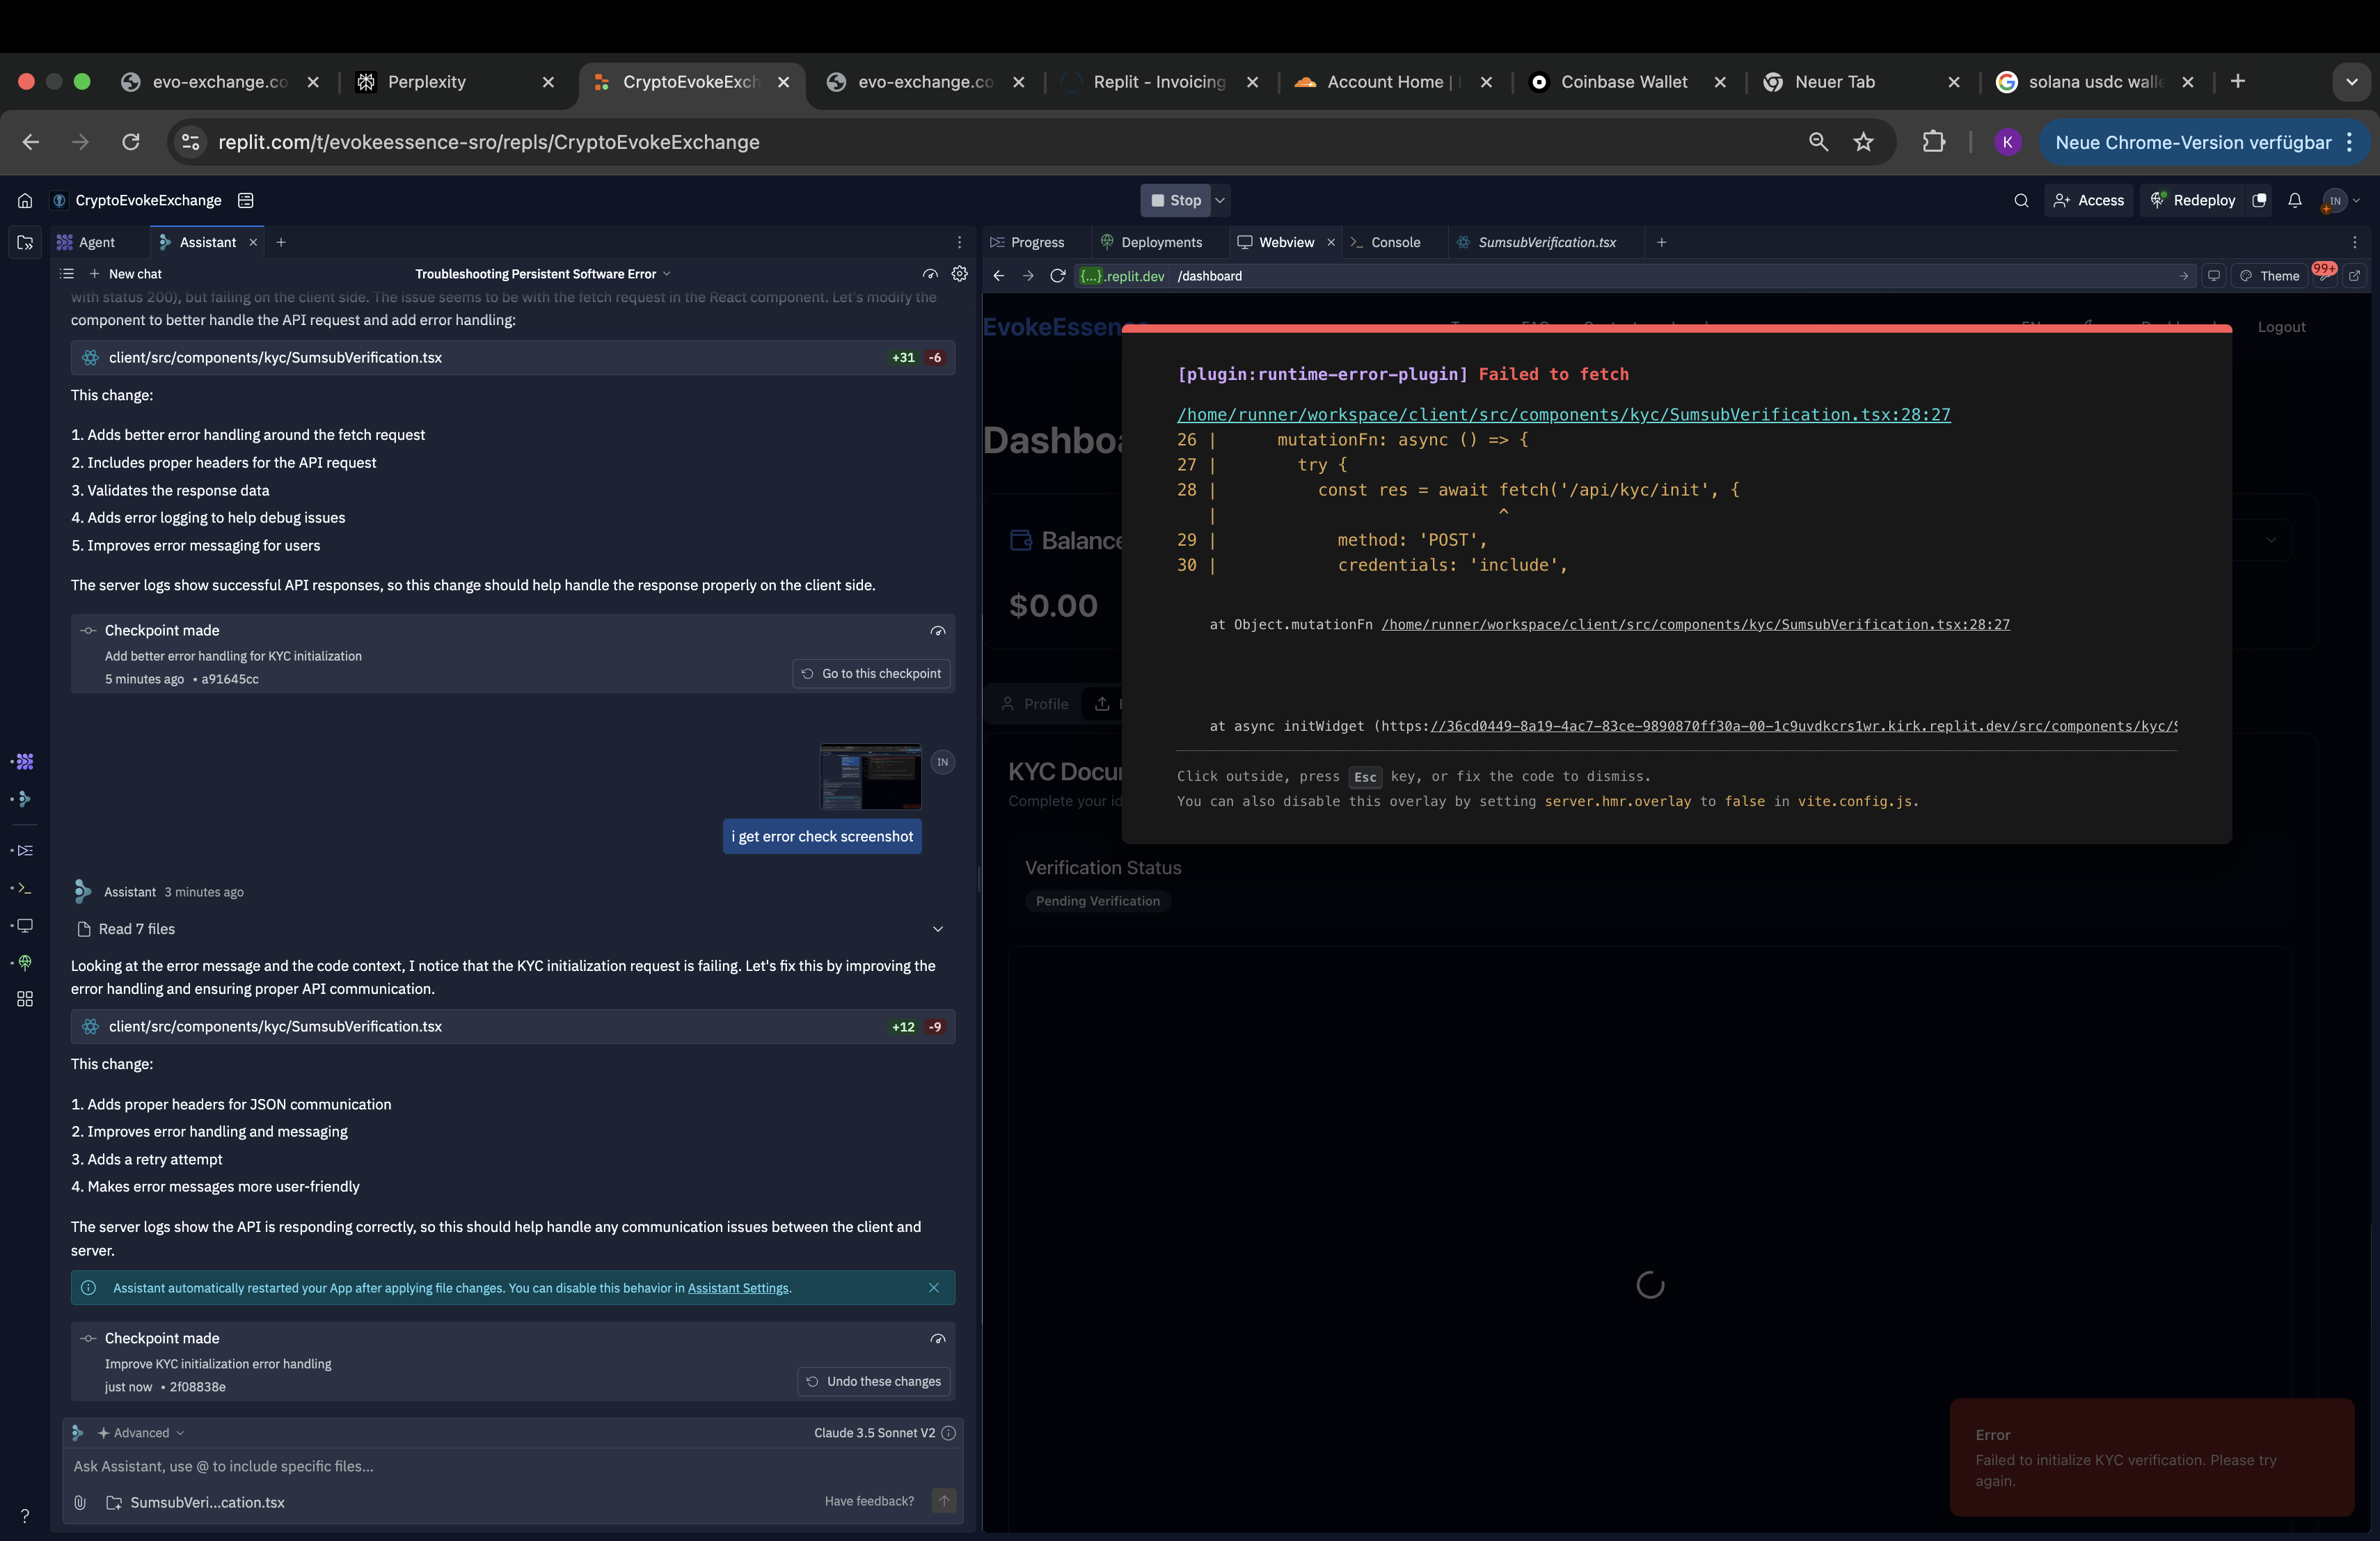 evo-exchange.co
Perplexity
CryptoEvokeExch
evo-exchange.co
Replit - Invoicing
Account Home |
Coinbase Wallet
Neuer Tab
solana usdc walle
replit.com/t/evokeessence-sro/repls/CryptoEvokeExchange
K
Neue Chrome-Version verfügbar
CryptoEvokeExchange
Stop
Access
Redeploy
IN
Agent
Assistant
New chat
Troubleshooting Persistent Software Error
with status 200), but failing on the client side. The issue seems to be with the fetch request in the React component. Let's modify the
component to better handle the API request and add error handling:
client/src/components/kyc/SumsubVerification.tsx
+31 -6
This change:
1. Adds better error handling around the fetch request
2. Includes proper headers for the API request
3. Validates the response data
4. Adds error logging to help debug issues
5. Improves error messaging for users
The server logs show successful API responses, so this change should help handle the response properly on the client side.
Checkpoint made
Add better error handling for KYC initialization
5 minutes ago • a91645cc
Go to this checkpoint
IN
i get error check screenshot
Assistant 3 minutes ago
Read 7 files
Looking at the error message and the code context, I notice that the KYC initialization request is failing. Let's fix this by improving the
error handling and ensuring proper API communication.
client/src/components/kyc/SumsubVerification.tsx
+12 -9
This change:
1. Adds proper headers for JSON communication
2. Improves error handling and messaging
3. Adds a retry attempt
4. Makes error messages more user-friendly
The server logs show the API is responding correctly, so this should help handle any communication issues between the client and
server.
Assistant automatically restarted your App after applying file changes. You can disable this behavior in Assistant Settings.
Checkpoint made
Improve KYC initialization error handling
just now • 2f08838e
Undo these changes
Advanced
Claude 3.5 Sonnet V2
Ask Assistant, use @ to include specific files...
SumsubVeri...cation.tsx
Have feedback?
?
Progress
Deployments
Webview
Console
SumsubVerification.tsx
{...}.replit.dev /dashboard
Theme
99+
EvokeEssence
Logout
Dashboa
Balance
$0.00
Profile
KYC Docu
Complete your id
Verification Status
Pending Verification
[plugin:runtime-error-plugin] Failed to fetch
/home/runner/workspace/client/src/components/kyc/SumsubVerification.tsx:28:27
26 | mutationFn: async () => {
27 | try {
28 | const res = await fetch('/api/kyc/init', {
| ^
29 | method: 'POST',
30 | credentials: 'include',
at Object.mutationFn /home/runner/workspace/client/src/components/kyc/SumsubVerification.tsx:28:27
at async initWidget (https://36cd0449-8a19-4ac7-83ce-9890870ff30a-00-1c9uvdkcrs1wr.kirk.replit.dev/src/components/kyc/S
Click outside, press Esc key, or fix the code to dismiss.
You can also disable this overlay by setting server.hmr.overlay to false in vite.config.js.
Error
Failed to initialize KYC verification. Please try
again.